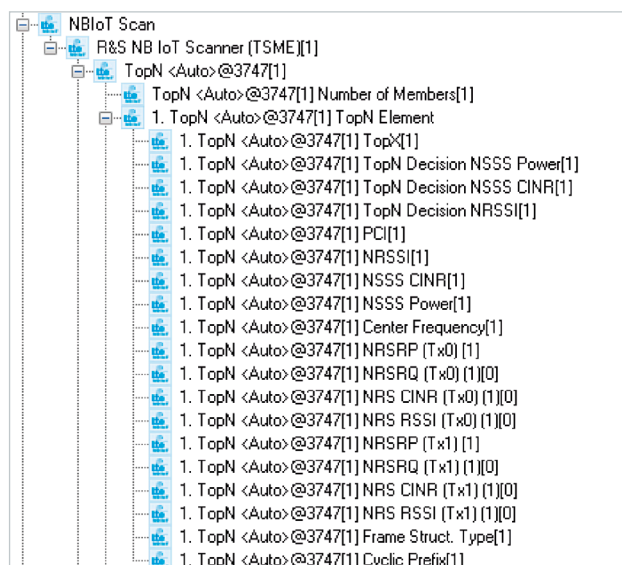 NBIoT Scan
R&S NB IoT Scanner (TSME)[1]
TopN <Auto>@3747[1]
TopN <Auto>@3747[1] Number of Members[1]
1. TopN <Auto>@3747[1] TopN Element
1. TopN <Auto>@3747[1] TopX[1]
1. TopN <Auto>@3747[1] TopN Decision NSSS Power[1]
1. TopN <Auto>@3747[1] TopN Decision NSSS CINR[1]
1. TopN <Auto>@3747[1] TopN Decision NRSSI[1]
1. TopN <Auto>@3747[1] PCI[1]
1. TopN <Auto>@3747[1] NRSSI[1]
1. TopN <Auto>@3747[1] NSSS CINR[1]
1. TopN <Auto>@3747[1] NSSS Power[1]
1. TopN <Auto>@3747[1] Center Frequency[1]
1. TopN <Auto>@3747[1] NRSRP (Tx0) [1]
1. TopN <Auto>@3747[1] NRSRQ (Tx0) (1)[0]
1. TopN <Auto>@3747[1] NRS CINR (Tx0) (1)[0]
1. TopN <Auto>@3747[1] NRS RSSI (Tx0) (1)[0]
1. TopN <Auto>@3747[1] NRSRP (Tx1) [1]
1. TopN <Auto>@3747[1] NRSRQ (Tx1) (1)[0]
1. TopN <Auto>@3747[1] NRS CINR (Tx1) (1)[0]
1. TopN <Auto>@3747[1] NRS RSSI (Tx1) (1)[0]
1. TopN <Auto>@3747[1] Frame Struct. Type[1]
1. TopN <Auto>@3747[1] Cyclic Prefix[1]